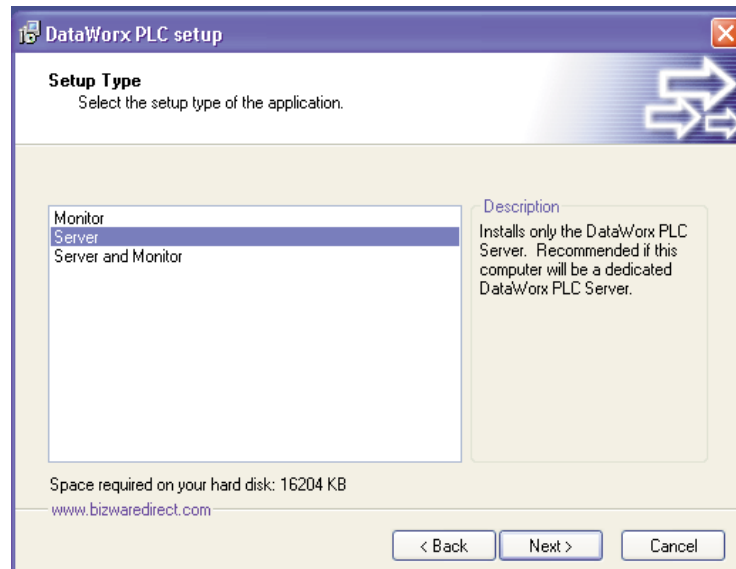 DataWorx PLC setup
Setup Type
Select the setup type of the application.
Monitor
Server
Server and Monitor
Description
Installs only the DataWorx PLC
Server. Recommended if this
computer will be a dedicated
DataWorx PLC Server.
Space required on your hard disk: 16204 KB
www.bizwaredirect.com
< Back
Next >
Cancel